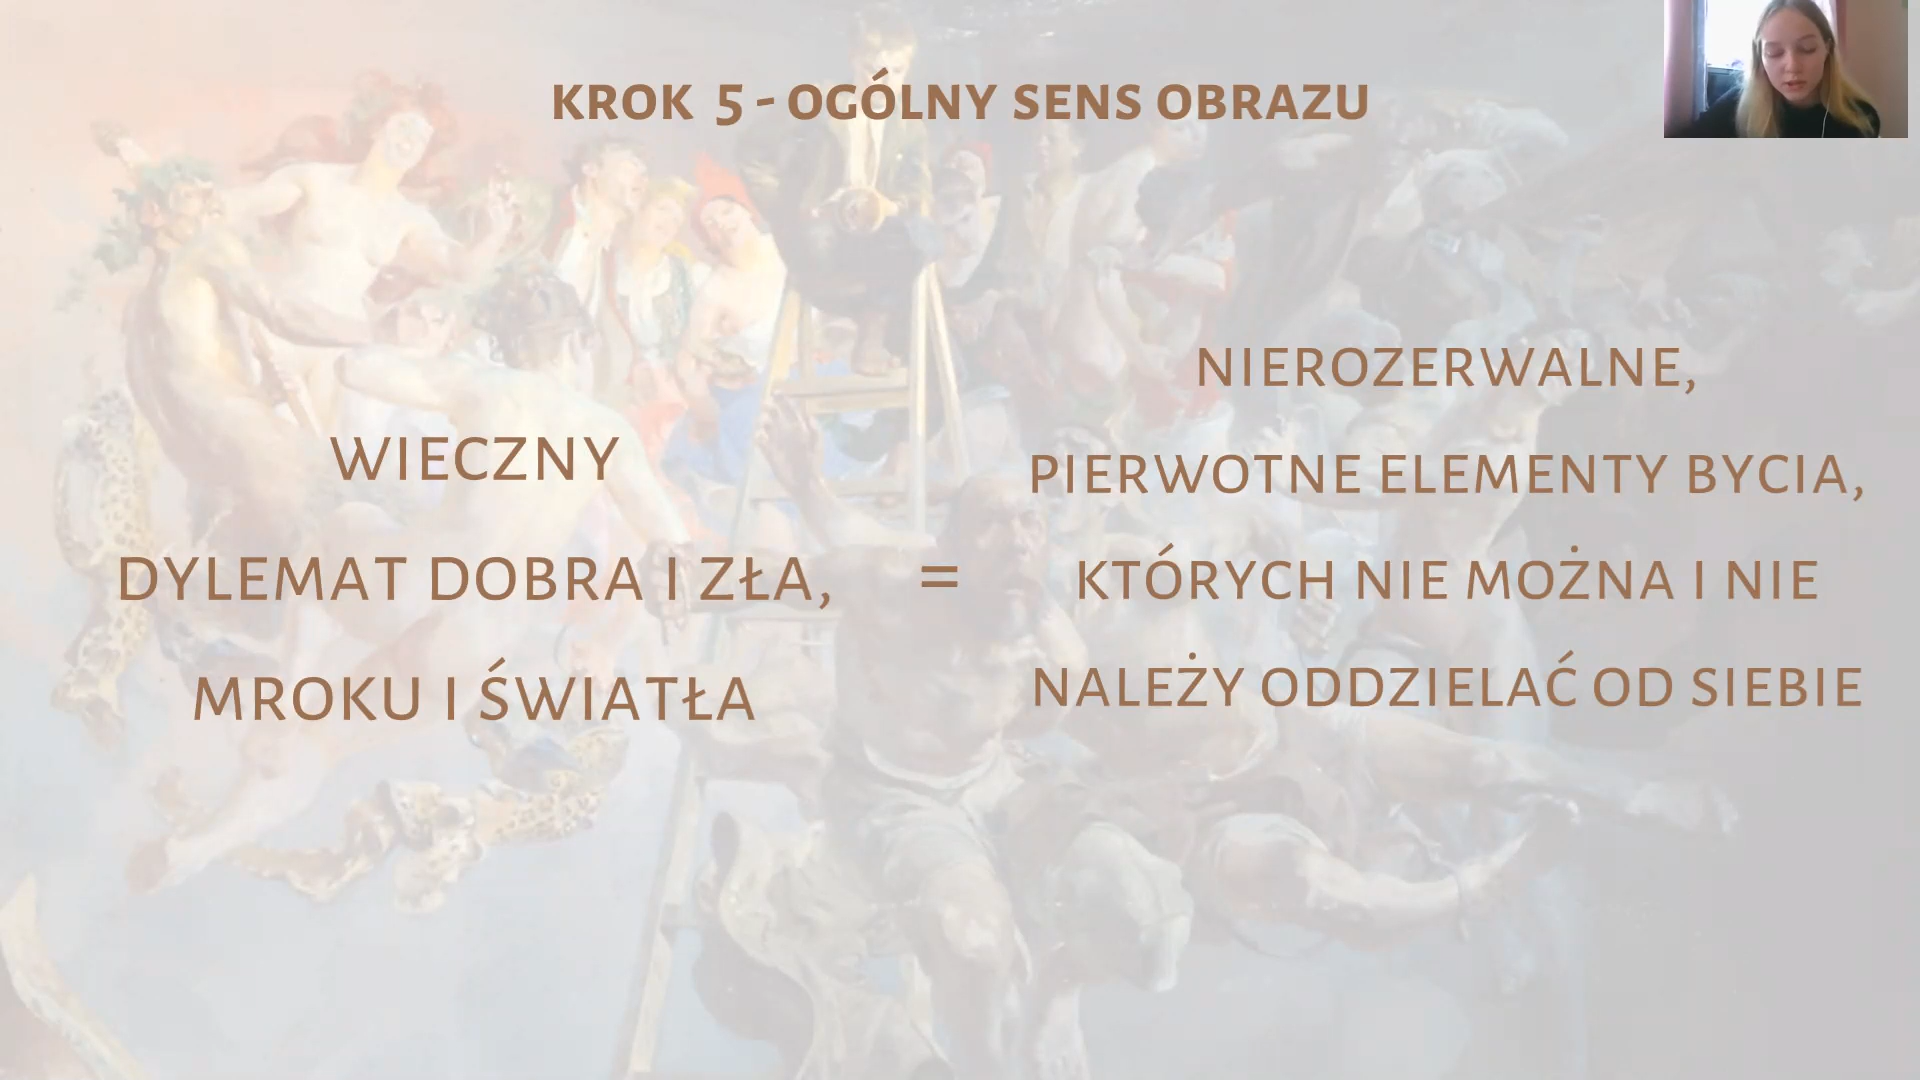 KROK 5 - OGÓLNY SENS OBRAZU
WIECZNY
DYLEMAT DOBRA I ZŁA,
MROKU I ŚWIATŁA
=
NIEROZERWALNE,
PIERWOTNE ELEMENTY BYCIA,
KTÓRYCH NIE MOŻNA I NIE
NALEŻY ODDZIELAĆ OD SIEBIE